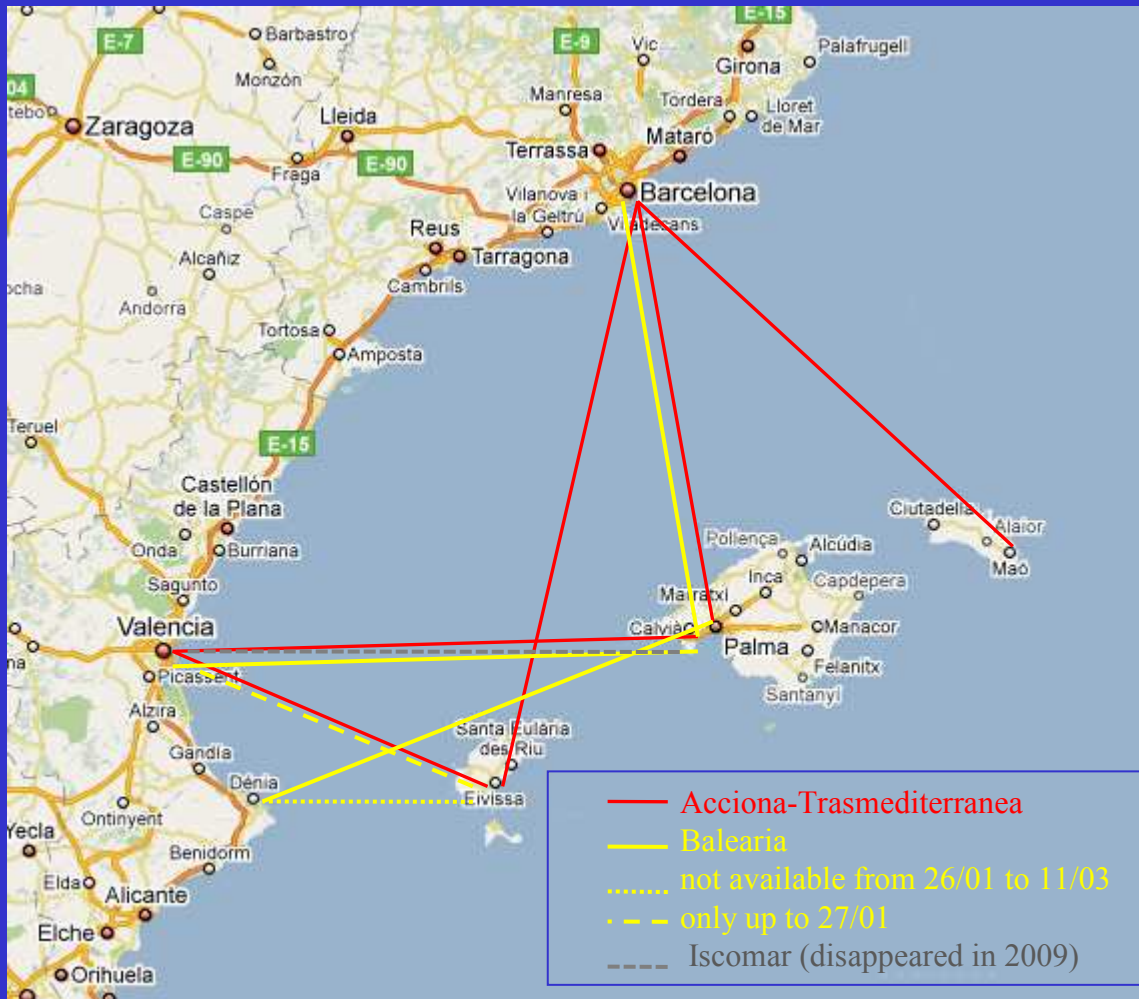 E-15
E-7
Barbastro
E-9
Vic
Palafrugell
Monzón
Girona
04
Manresa
Tordera
Lloret
de Mar
Lleida
Zaragoza
Mataró
Terrassa
E-90
E-90
Fraga
Barcelona
Vilanova i
la Geltrú
Viladecans
Caspe
Reus
Tarragona
Alcañiz
Cambrils
Andorra
Tortosa
Amposta
Teruel
E-15
Castellón
de la Plana
Ciutadella
Alaior
Maó
Onda
Burriana
Pollença
Alcúdia
Sagunto
Inca
Capdepera
Marratxí
Valencia
Calvià
Palma
Manacor
Picassent
Felanitx
Santanyí
Alzira
Gandía
Santa Eulària
des Riu
Dénia
Eivissa
Ontinyent
Yecla
Benidorm
Elda
Alicante
Elche
Orihuela
Acciona-Trasmediterranea
Balearia
not available from 26/01 to 11/03
only up to 27/01
Iscomar (disappeared in 2009)